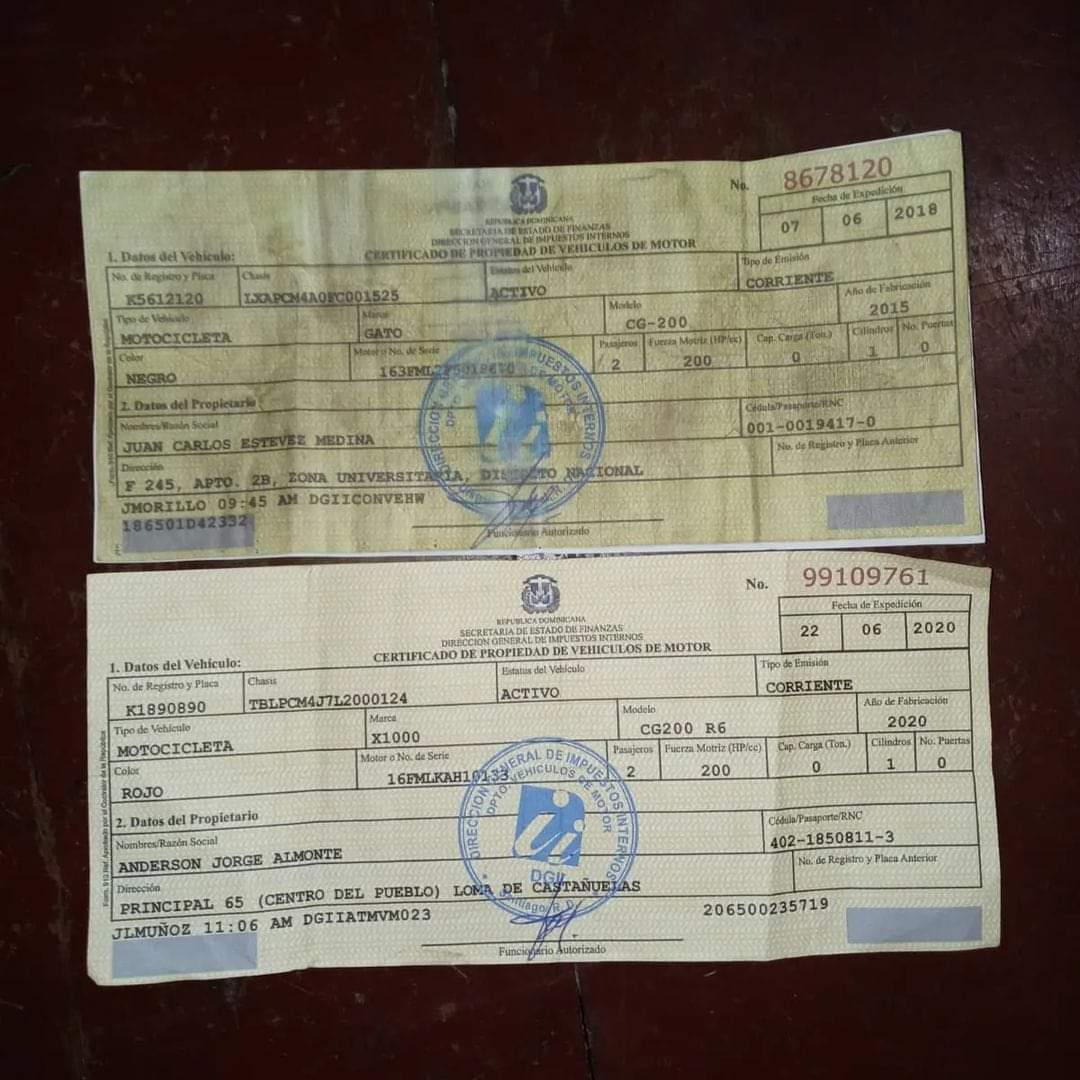 No. 8678120
REPUBLICA DOMINICANA
SECRETARIA DE ESTADO DE FINANZAS
DIRECCION GENERAL DE IMPUESTOS INTERNOS
CERTIFICADO DE PROPIEDAD DE VEHICULOS DE MOTOR
Fecha de Expedición
07 06 2018
1. Datos del Vehículo:
No. de Registro y Placa Chasis Estatus del Vehículo Tipo de Emisión
K5612120 LXAPCM4A0FC001525 ACTIVO CORRIENTE
Tipo de Vehículo Marca Modelo Año de Fabricación
MOTOCICLETA GATO CG-200 2015
Color Motor o No. de Serie Pasajeros Fuerza Motriz (HP/cc) Cap. Carga (Ton.) Cilindros No. Puertas
NEGRO 2 200 0 1 0
2. Datos del Propietario
Nombres/Razón Social Cédula/Pasaporte/RNC
JUAN CARLOS ESTEVEZ MEDINA 001-0019417-0
Dirección No. de Registro y Placa Anterior
F 245, APTO. 2B, ZONA UNIVERSITARIA, DISTRITO NACIONAL
JMORILLO 09:45 AM DGIICONVEHW
186501D42332
Funcionario Autorizado
No. 99109761
REPUBLICA DOMINICANA
SECRETARIA DE ESTADO DE FINANZAS
DIRECCION GENERAL DE IMPUESTOS INTERNOS
CERTIFICADO DE PROPIEDAD DE VEHICULOS DE MOTOR
Fecha de Expedición
22 06 2020
1. Datos del Vehículo:
No. de Registro y Placa Chasis Estatus del Vehículo Tipo de Emisión
K1890890 TBLPCM4J7L2000124 ACTIVO CORRIENTE
Tipo de Vehículo Marca Modelo Año de Fabricación
MOTOCICLETA X1000 CG200 R6 2020
Color Motor o No. de Serie Pasajeros Fuerza Motriz (HP/cc) Cap. Carga (Ton.) Cilindros No. Puertas
ROJO 16FMLKAH10133 2 200 0 1 0
2. Datos del Propietario
Nombres/Razón Social Cédula/Pasaporte/RNC
ANDERSON JORGE ALMONTE 402-1850811-3
Dirección No. de Registro y Placa Anterior
PRINCIPAL 65 (CENTRO DEL PUEBLO) LOMA DE CASTAÑUELAS
JLMUÑOZ 11:06 AM DGIIATMVM023 206500235719
Funcionario Autorizado
DIRECCION GENERAL DE IMPUESTOS INTERNOS
DPTO VEHICULOS DE MOTOR
DGII
Santiago, R.D.